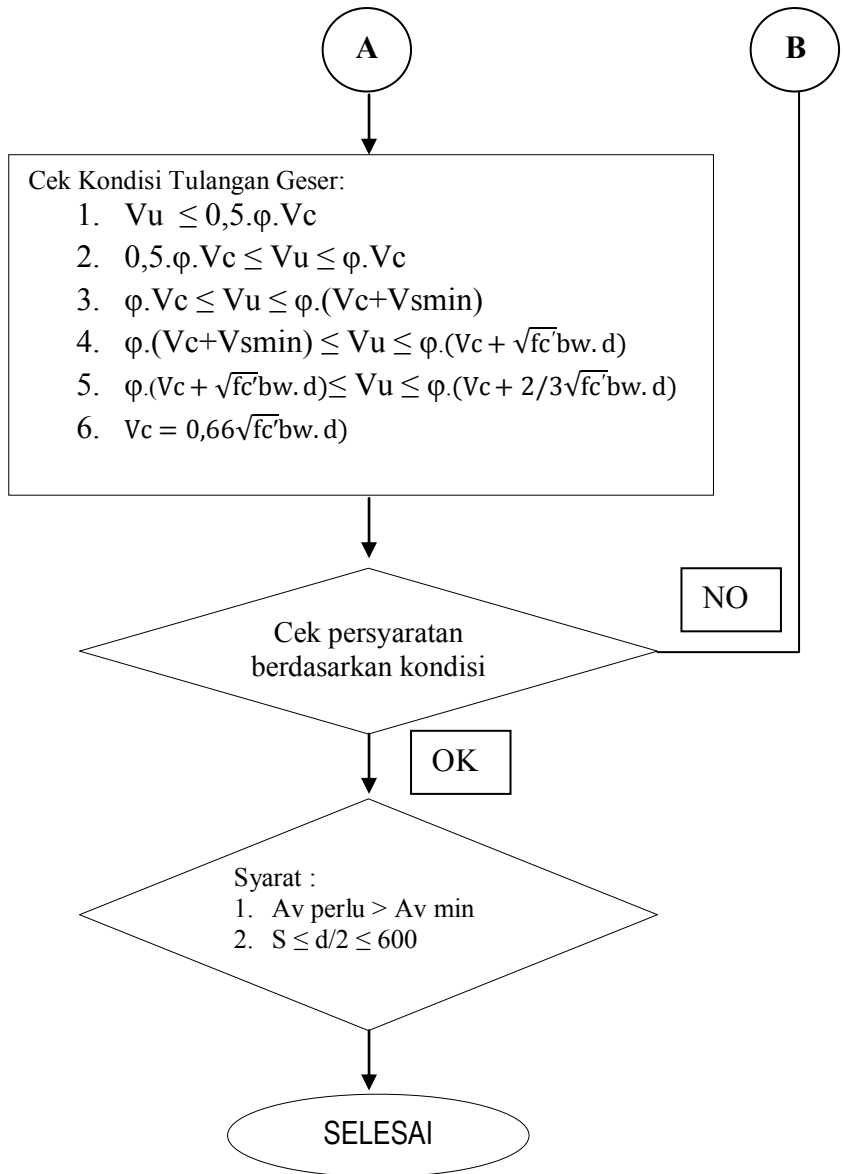 A
B
Cek Kondisi Tulangan Geser:
1. Vu ≤ 0,5.φ.Vc
2. 0,5.φ.Vc ≤ Vu ≤ φ.Vc
3. φ.Vc ≤ Vu ≤ φ.(Vc+Vsmin)
4. φ.(Vc+Vsmin) ≤ Vu ≤ φ.(Vc + √fc′bw. d)
5. φ.(Vc + √fc′bw. d)≤ Vu ≤ φ.(Vc + 2/3√fc′bw. d)
6. Vc = 0,66√fc′bw. d)
NO
Cek persyaratan
berdasarkan kondisi
OK
Syarat :
1. Av perlu > Av min
2. S ≤ d/2 ≤ 600
SELESAI